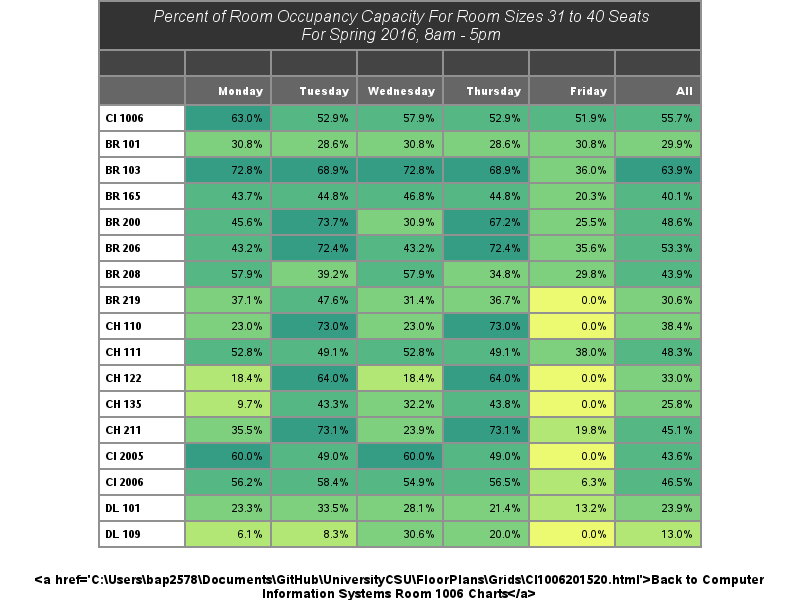 Percent of Room Occupancy Capacity For Room Sizes 31 to 40 Seats
For Spring 2016, 8am - 5pm
Monday Tuesday Wednesday Thursday Friday All
CI 1006 63.0% 52.9% 57.9% 52.9% 51.9% 55.7%
BR 101 30.8% 28.6% 30.8% 28.6% 30.8% 29.9%
BR 103 72.8% 68.9% 72.8% 68.9% 36.0% 63.9%
BR 165 43.7% 44.8% 46.8% 44.8% 20.3% 40.1%
BR 200 45.6% 73.7% 30.9% 67.2% 25.5% 48.6%
BR 206 43.2% 72.4% 43.2% 72.4% 35.6% 53.3%
BR 208 57.9% 39.2% 57.9% 34.8% 29.8% 43.9%
BR 219 37.1% 47.6% 31.4% 36.7% 0.0% 30.6%
CH 110 23.0% 73.0% 23.0% 73.0% 0.0% 38.4%
CH 111 52.8% 49.1% 52.8% 49.1% 38.0% 48.3%
CH 122 18.4% 64.0% 18.4% 64.0% 0.0% 33.0%
CH 135 9.7% 43.3% 32.2% 43.8% 0.0% 25.8%
CH 211 35.5% 73.1% 23.9% 73.1% 19.8% 45.1%
CI 2005 60.0% 49.0% 60.0% 49.0% 0.0% 43.6%
CI 2006 56.2% 58.4% 54.9% 56.5% 6.3% 46.5%
DL 101 23.3% 33.5% 28.1% 21.4% 13.2% 23.9%
DL 109 6.1% 8.3% 30.6% 20.0% 0.0% 13.0%
<a href='C:\Users\bap2578\Documents\GitHub\UniversityCSU\FloorPlans\Grids\CI1006201520.html'>Back to Computer
Information Systems Room 1006 Charts</a>